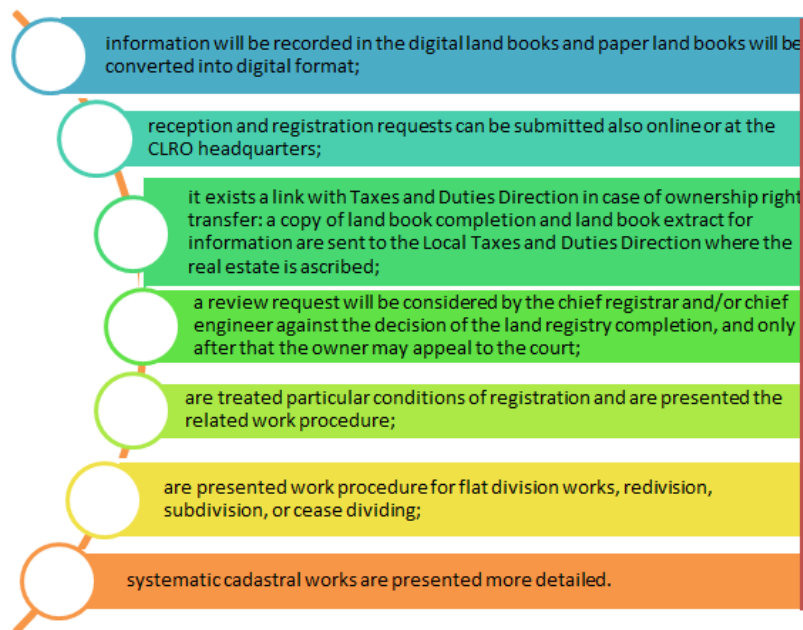 information will be recorded in the digital land books and paper land books will be
converted into digital format;
reception and registration requests can be submitted also online or at the
CLRO headquarters;
it exists a link with Taxes and Duties Direction in case of ownership right
transfer: a copy of land book completion and land book extract for
information are sent to the Local Taxes and Duties Direction where the
real estate is ascribed;
a review request will be considered by the chief registrar and/or chief
engineer against the decision of the land registry completion, and only
after that the owner may appeal to the court;
are treated particular conditions of registration and are presented the
related work procedure;
are presented work procedure for flat division works, redivision,
subdivision, or cease dividing;
systematic cadastral works are presented more detailed.